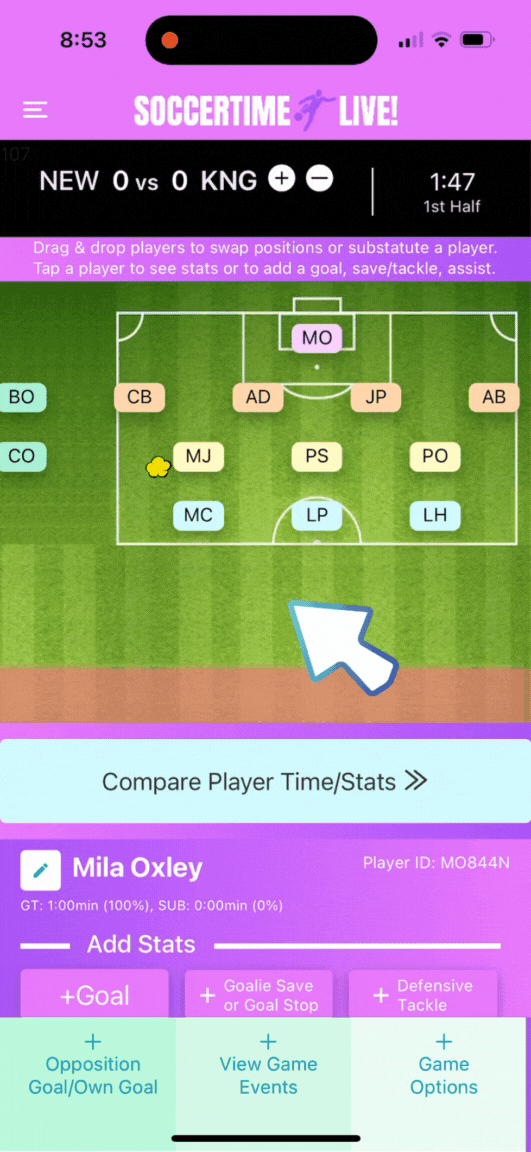 8:53
SOCCERTIME LIVE!
107
NEW 0 vs 0 KNG + −
1:47
1st Half
Drag & drop players to swap positions or substatute a player.
Tap a player to see stats or to add a goal, save/tackle, assist.
MO
BO CB AD JP AB
CO MJ PS PO
MC LP LH
Compare Player Time/Stats »
Mila Oxley
Player ID: MO844N
GT: 1:00min (100%), SUB: 0:00min (0%)
Add Stats
+Goal
+ Goalie Save
or Goal Stop
+ Defensive
Tackle
+
Opposition
Goal/Own Goal
+
View Game
Events
+
Game
Options